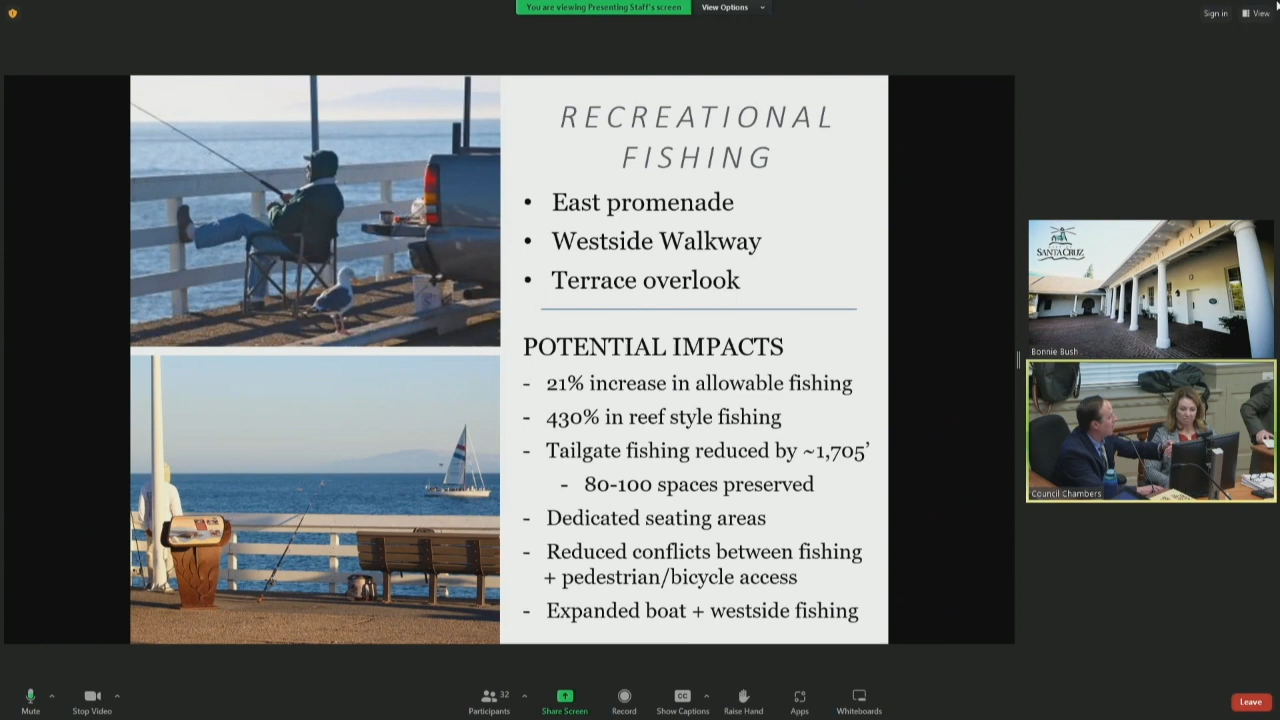 You are viewing Presenting Staff's screen
View Options
Sign in
View
RECREATIONAL
FISHING
• East promenade
• Westside Walkway
• Terrace overlook
POTENTIAL IMPACTS
- 21% increase in allowable fishing
- 430% in reef style fishing
- Tailgate fishing reduced by ~1,705’
- 80-100 spaces preserved
- Dedicated seating areas
- Reduced conflicts between fishing
+ pedestrian/bicycle access
- Expanded boat + westside fishing
SANTA CRUZ
HALL
Bonnie Bush
Council Chambers
Mute
Stop Video
32
Participants
Share Screen
Record
CC
Show Captions
Raise Hand
Apps
Whiteboards
Leave